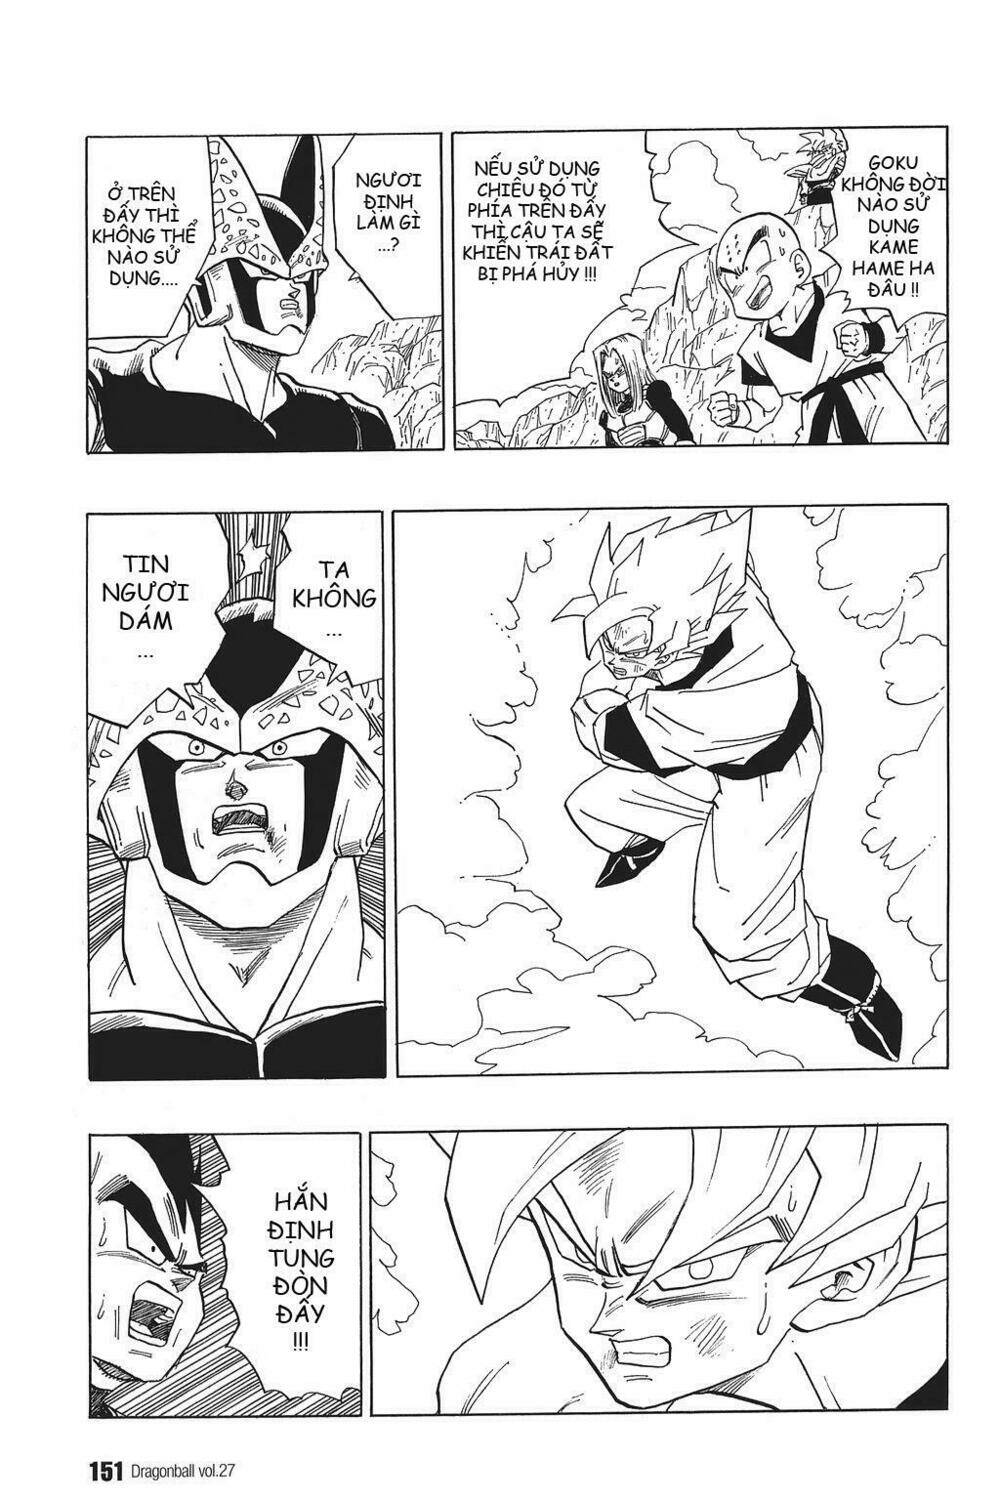 GOKU
KHÔNG ĐỜI
NÀO SỬ
DỤNG
KAME
HAME HA
ĐÂU !!
NẾU SỬ DỤNG
CHIÊU ĐÓ TỪ
PHÍA TRÊN ĐẤY
THÌ CẬU TA SẼ
KHIẾN TRÁI ĐẤT
BỊ PHÁ HỦY !!!
NGƯƠI
ĐỊNH
LÀM GÌ
...?
Ở TRÊN
ĐẤY THÌ
KHÔNG THỂ
NÀO SỬ
DỤNG....
TA
KHÔNG
...
TIN
NGƯƠI
DÁM
...
HẮN
ĐỊNH
TUNG
ĐÒN
ĐẤY
!!!
151 Dragonball vol.27